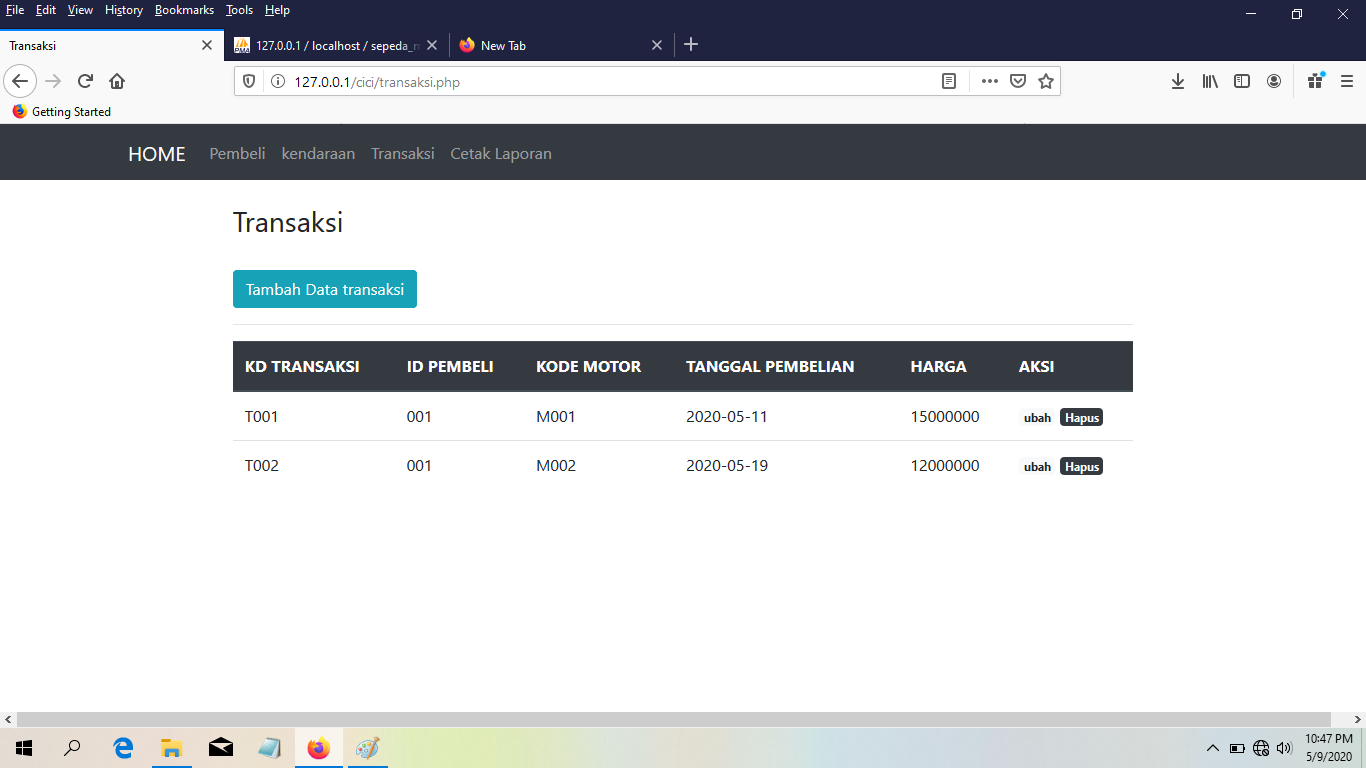 File Edit View History Bookmarks Tools Help
Transaksi
127.0.0.1 / localhost / sepeda_m
New Tab
127.0.0.1/cici/transaksi.php
Getting Started
HOME Pembeli kendaraan Transaksi Cetak Laporan
Transaksi
Tambah Data transaksi
KD TRANSAKSI ID PEMBELI KODE MOTOR TANGGAL PEMBELIAN HARGA AKSI
T001 001 M001 2020-05-11 15000000 ubah Hapus
T002 001 M002 2020-05-19 12000000 ubah Hapus
10:47 PM
5/9/2020